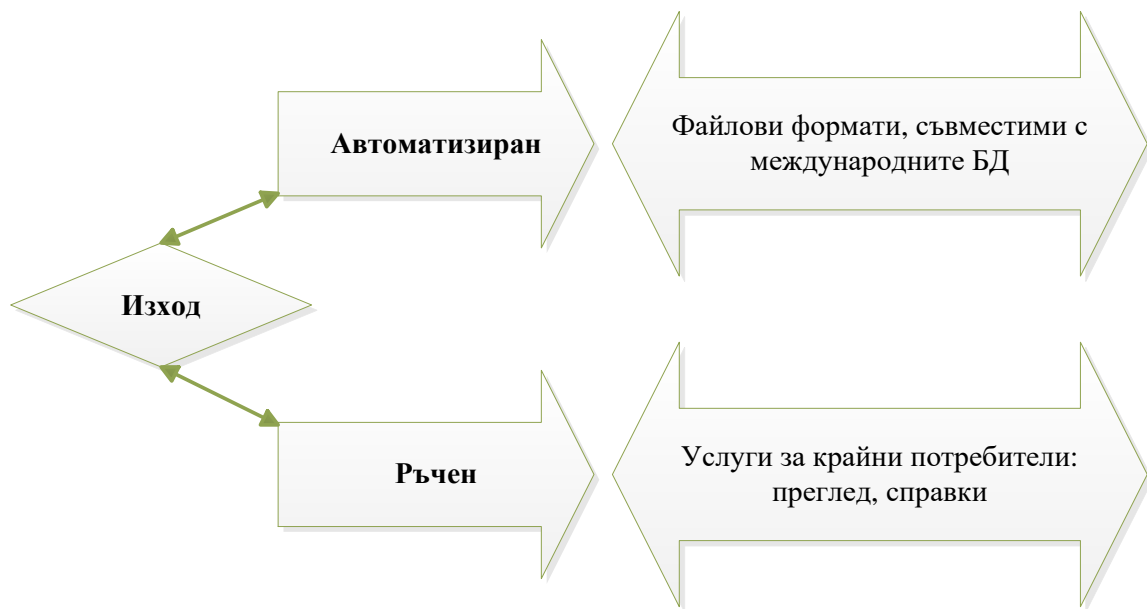 Автоматизиран
Файлови формати, съвместими с
международните БД
Изход
Ръчен
Услуги за крайни потребители:
преглед, справки